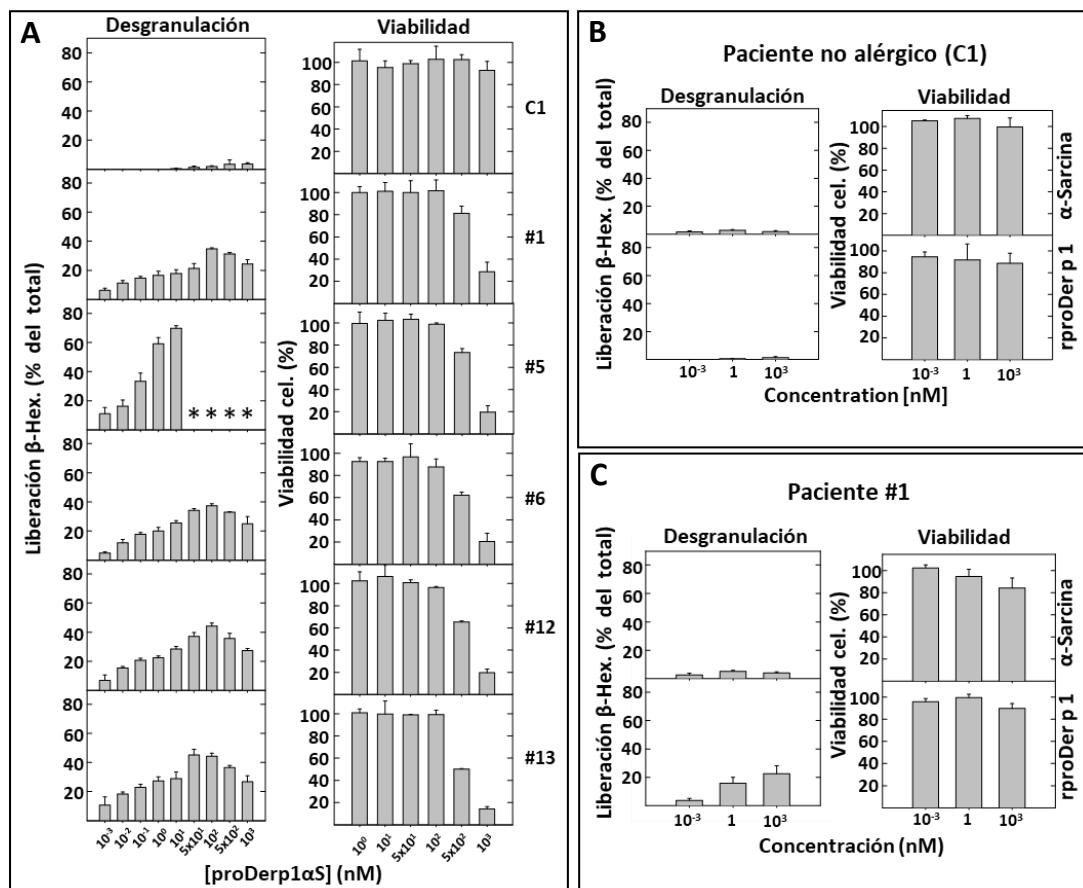 A
Desgranulación
Viabilidad
Liberación β-Hex. (% del total)
Viabilidad cel. (%)
80
60
40
20
100
80
60
40
20
C1
80
60
40
20
100
80
60
40
20
#1
80
60
40
20
* * * *
100
80
60
40
20
#5
80
60
40
20
100
80
60
40
20
#6
80
60
40
20
100
80
60
40
20
#12
80
60
40
20
100
80
60
40
20
#13
10⁻³ 10⁻² 10⁻¹ 10⁰ 10¹ 5x10¹ 10² 5x10² 10³
10⁰ 10¹ 5x10¹ 10² 5x10² 10³
[proDerp1αS] (nM)
B
Paciente no alérgico (C1)
Desgranulación
Viabilidad
Liberación β-Hex. (% del total)
Viabilidad cel. (%)
80
60
40
20
100
80
60
40
20
α-Sarcina
80
60
40
20
100
80
60
40
20
rproDer p 1
10⁻³ 1 10³
10⁻³ 1 10³
Concentration [nM]
C
Paciente #1
Desgranulación
Viabilidad
Liberación β-Hex. (% del total)
Viabilidad cel. (%)
80
60
40
20
100
80
60
40
20
α-Sarcina
80
60
40
20
100
80
60
40
20
rproDer p 1
10⁻³ 1 10³
10⁻³ 1 10³
Concentración (nM)